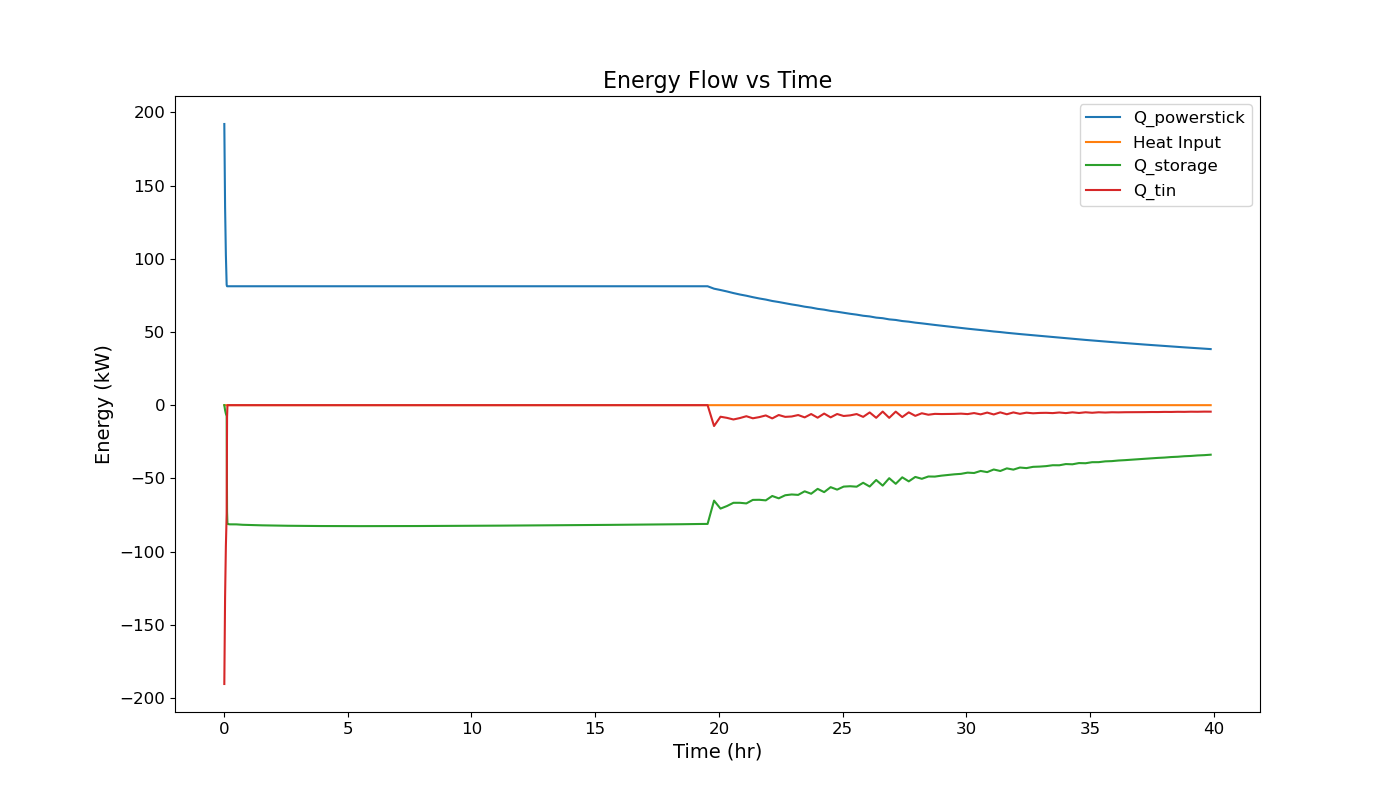 Energy Flow vs Time
Q_powerstick
Heat Input
Q_storage
Q_tin
Energy (kW)
200
150
100
50
0
−50
−100
−150
−200
0 5 10 15 20 25 30 35 40
Time (hr)